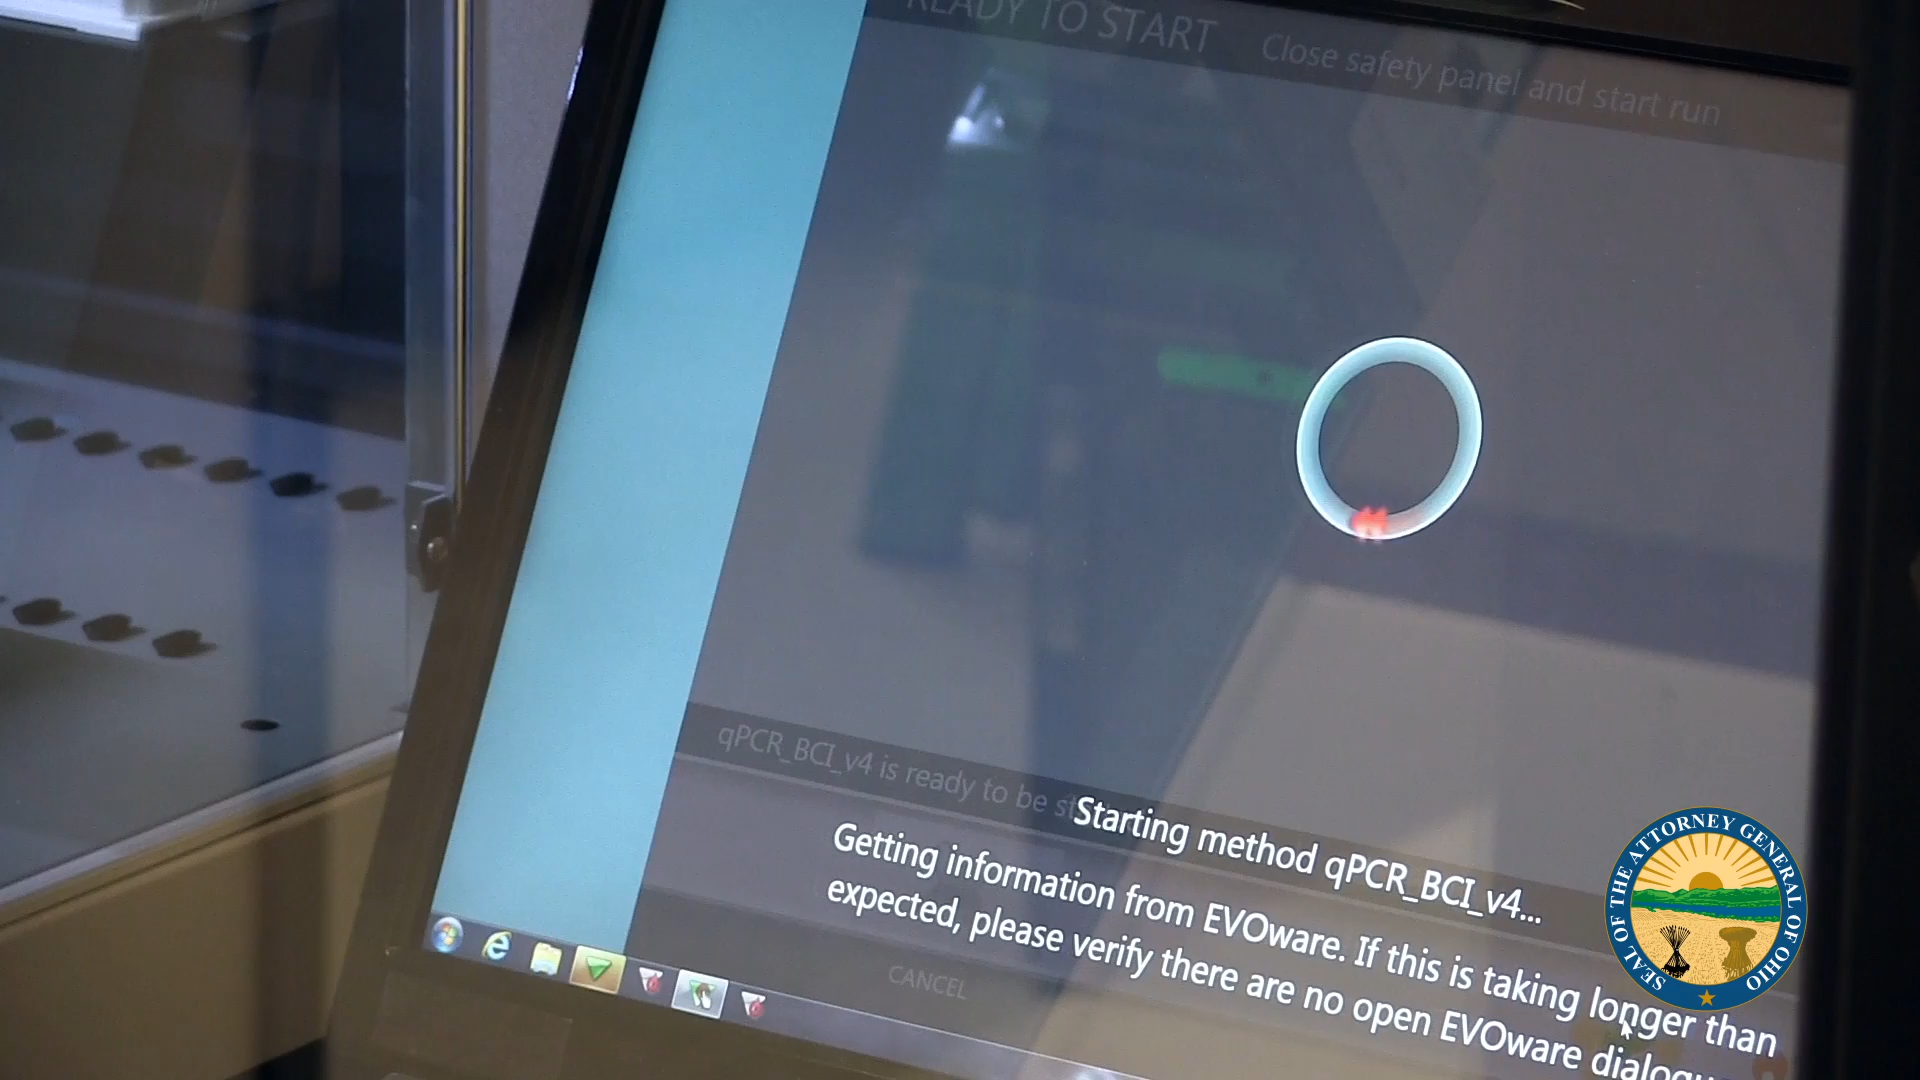 READY TO START
Close safety panel and start run
qPCR_BCI_v4 is ready to be
Starting method qPCR_BCI_v4...
Getting information from EVOware. If this is taking longer than
expected, please verify there are no open EVOware
CANCEL
SEAL OF THE ATTORNEY GENERAL OF OHIO